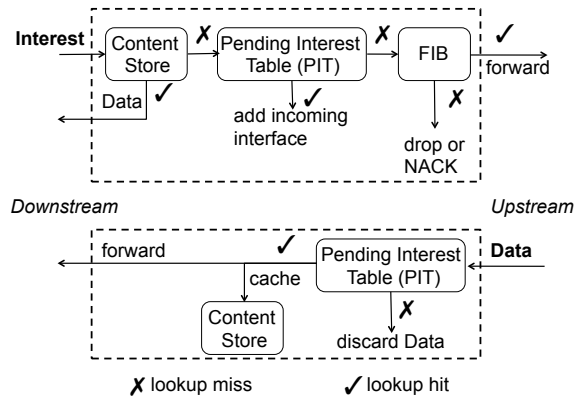 Interest
Content
Store
✗
Pending Interest
Table (PIT)
✗
FIB
✓
forward
Data
✓
✓
add incoming
interface
✗
drop or
NACK
Downstream
Upstream
forward
✓
cache
Pending Interest
Table (PIT)
Data
Content
Store
✗
discard Data
✗ lookup miss
✓ lookup hit